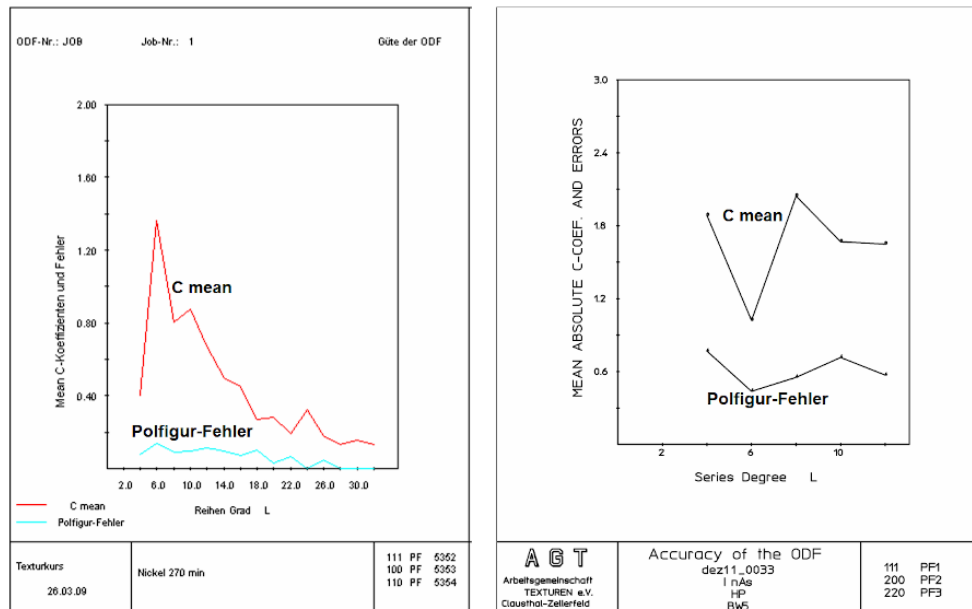 ODF-Nr.: JOB Job-Nr.: 1 Güte der ODF
Mean C-Koeffizienten und Fehler
2.00
1.60
1.20
0.80
0.40
C mean
Polfigur-Fehler
2.0 6.0 10.0 14.0 18.0 22.0 26.0 30.0
Reihen Grad L
C mean
Polfigur-Fehler
Texturkurs
26.03.09
Nickel 270 min
111 PF 5352
100 PF 5353
110 PF 5354
MEAN ABSOLUTE C-COEF. AND ERRORS
3.0
2.4
1.8
1.2
0.6
C mean
Polfigur-Fehler
2 6 10
Series Degree L
AGT
Arbeitsgemeinschaft
TEXTUREN e.V.
Clausthal-Zellerfeld
Accuracy of the ODF
dez11_0033
InAs
HP
BW5
111 PF1
200 PF2
220 PF3